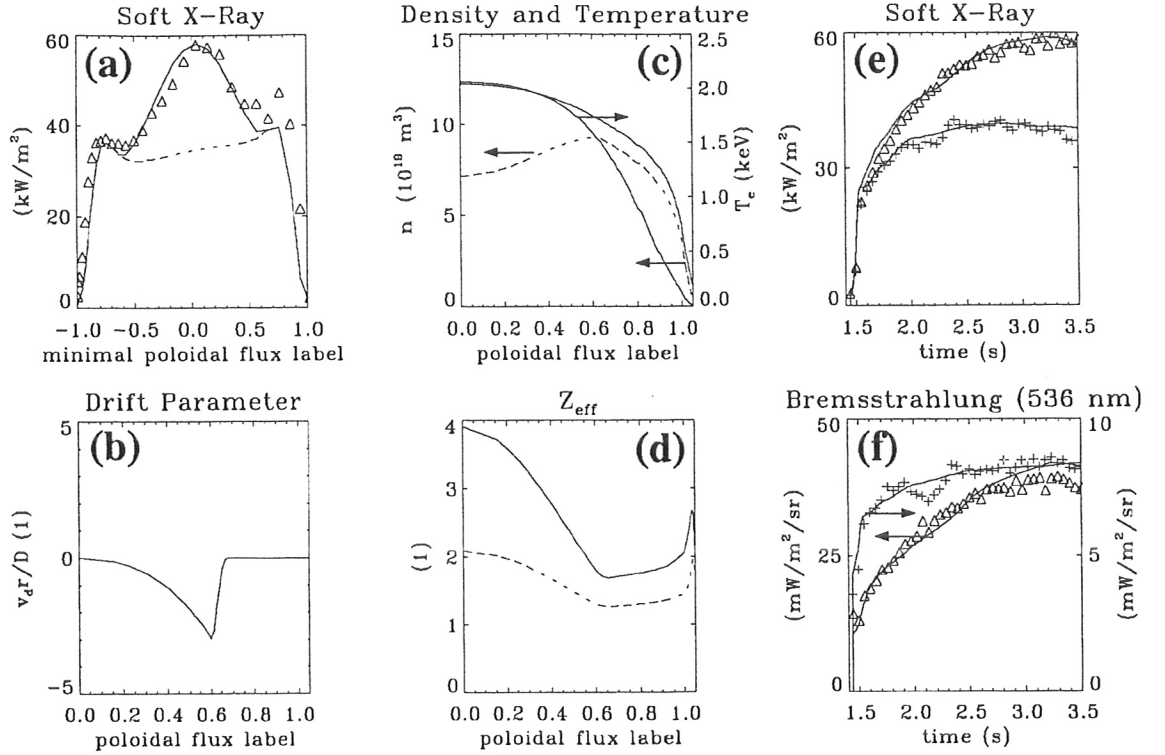 Soft X-Ray
(a)
60
40
20
0
(kW/m²)
-1.0 -0.5 0.0 0.5 1.0
minimal poloidal flux label
Density and Temperature
(c)
15
10
5
0
n (10¹⁸ m³)
2.5
2.0
1.5
1.0
0.5
0.0
Tₑ (keV)
0.0 0.2 0.4 0.6 0.8 1.0
poloidal flux label
Soft X-Ray
(e)
60
30
0
(kW/m²)
1.5 2.0 2.5 3.0 3.5
time (s)
Drift Parameter
(b)
5
0
-5
v_d r/D (1)
0.0 0.2 0.4 0.6 0.8 1.0
poloidal flux label
Z_eff
(d)
4
3
2
1
0
(1)
0.0 0.2 0.4 0.6 0.8 1.0
poloidal flux label
Bremsstrahlung (536 nm)
(f)
50
25
0
(mW/m²/sr)
10
5
0
(mW/m²/sr)
1.5 2.0 2.5 3.0 3.5
time (s)